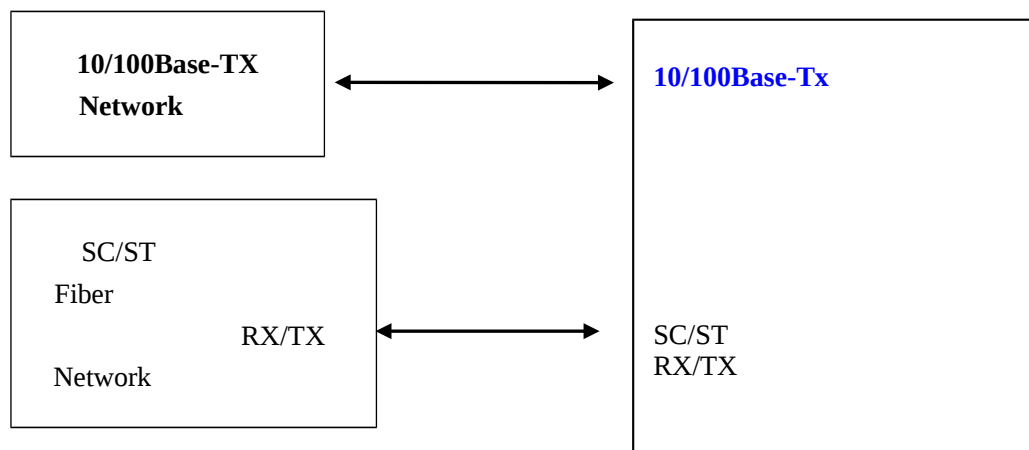 10/100Base-TX
Network
10/100Base-Tx
SC/ST
Fiber
RX/TX
Network
SC/ST
RX/TX